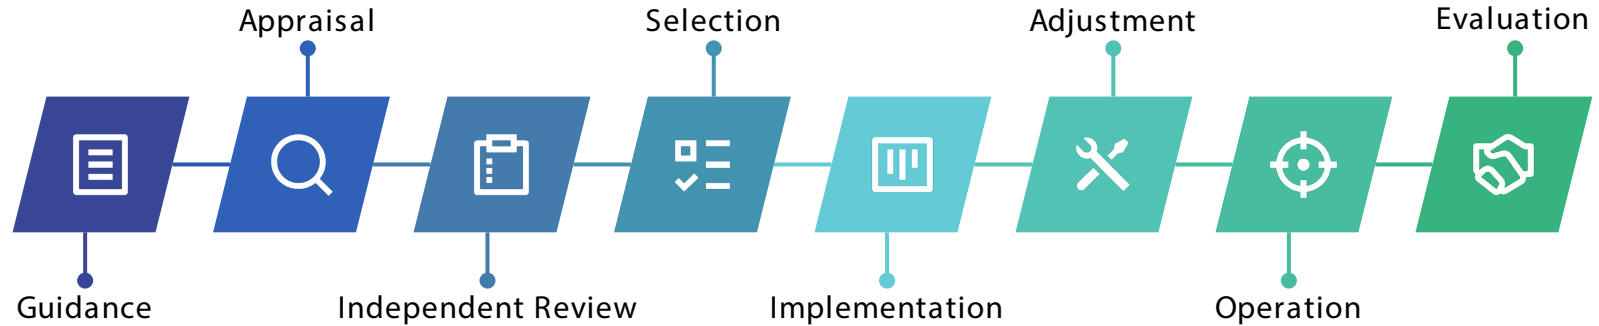 Appraisal
Selection
Adjustment
Evaluation
Guidance
Independent Review
Implementation
Operation